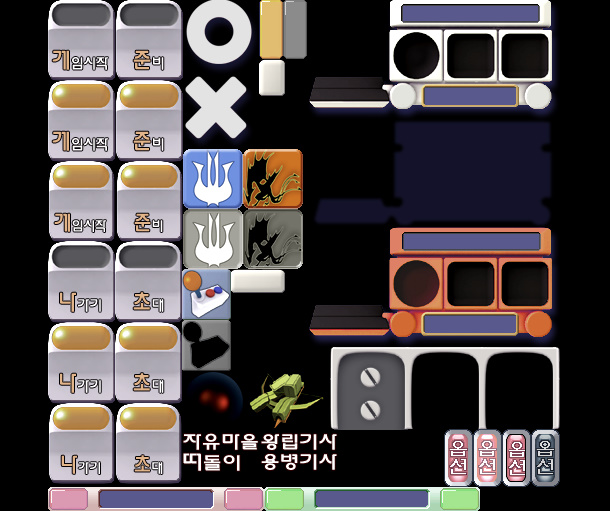 게임시작 준비
게임시작 준비
게임시작 준비
나가기 초대
나가기 초대
나가기 초대
자유마을 왕립기사
떠돌이 용병기사
옵션 옵션 옵션 옵션